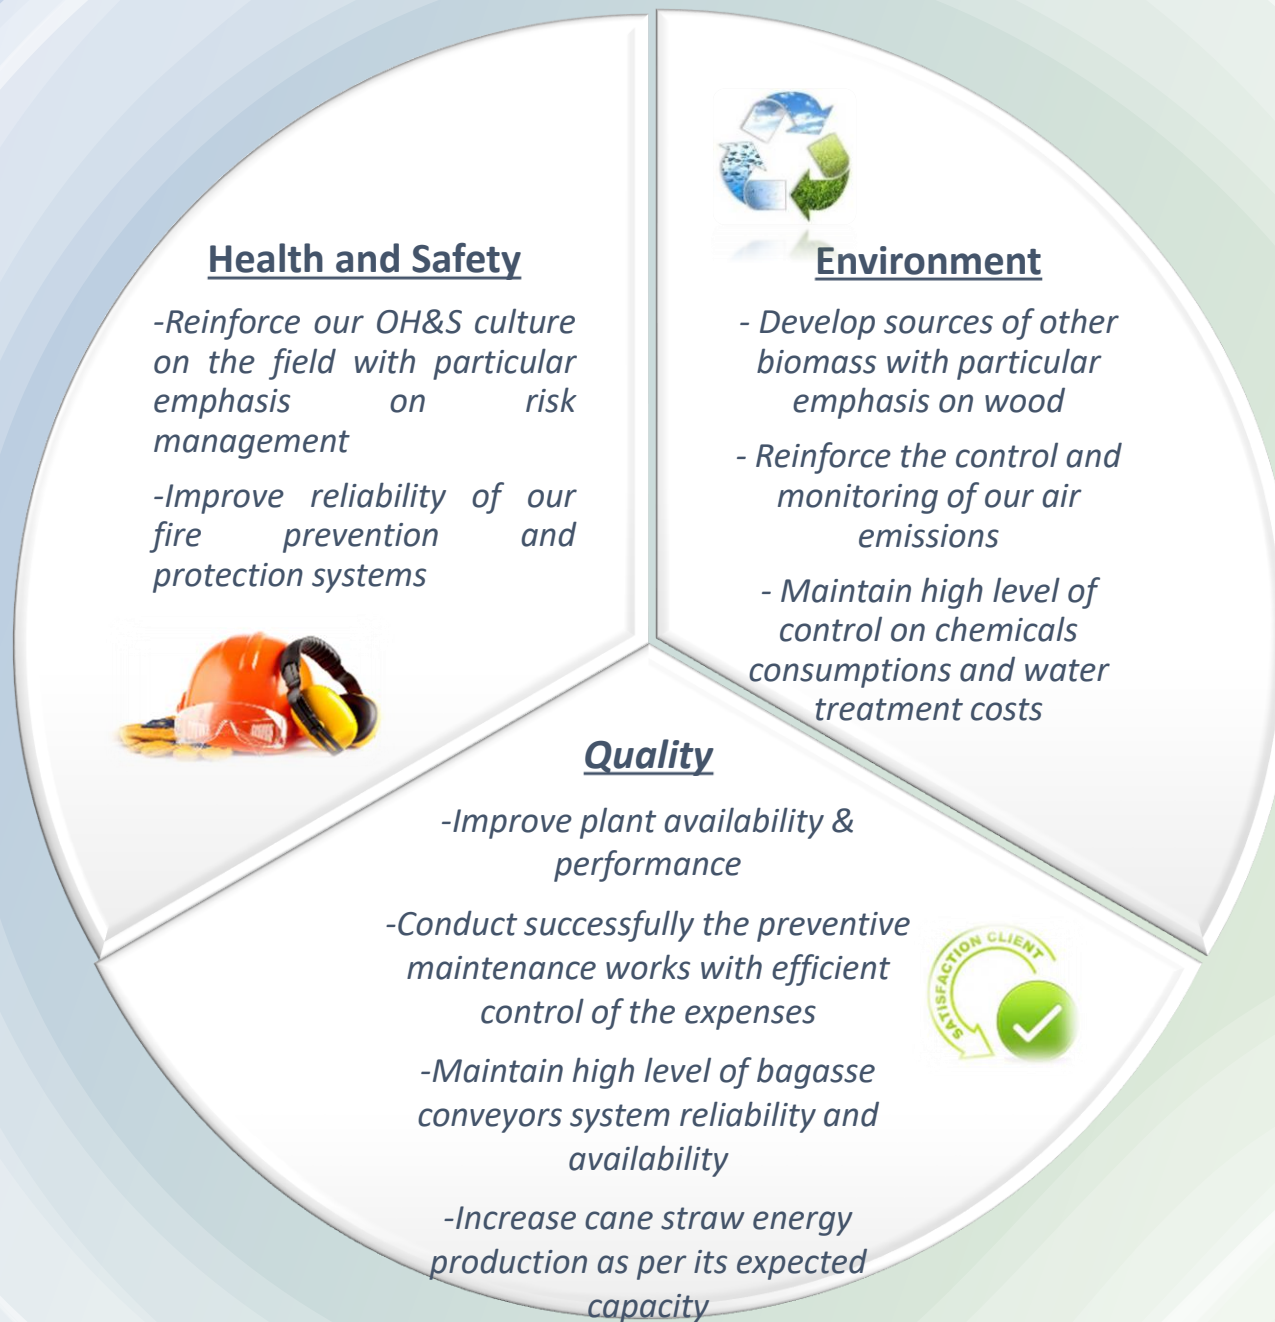 Health and Safety
-Reinforce our OH&S culture
on the field with particular
emphasis on risk
management
-Improve reliability of our
fire prevention and
protection systems
Environment
- Develop sources of other
biomass with particular
emphasis on wood
- Reinforce the control and
monitoring of our air
emissions
- Maintain high level of
control on chemicals
consumptions and water
treatment costs
Quality
-Improve plant availability &
performance
-Conduct successfully the preventive
maintenance works with efficient
control of the expenses
-Maintain high level of bagasse
conveyors system reliability and
availability
-Increase cane straw energy
production as per its expected
capacity
SATISFACTION CLIENT